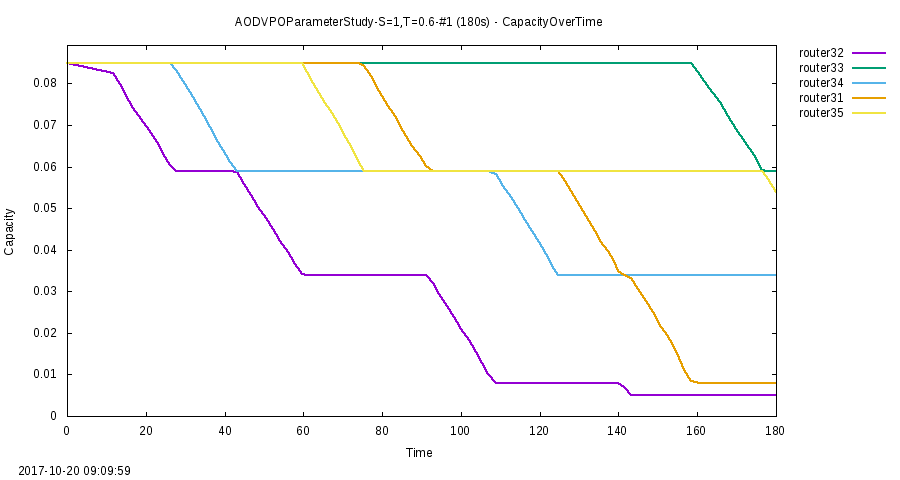 AODVPOParameterStudy-S=1,T=0.6-#1 (180s) - CapacityOverTime
router32
router33
router34
router31
router35
0.08
0.07
0.06
0.05
0.04
0.03
0.02
0.01
0
Capacity
0 20 40 60 80 100 120 140 160 180
Time
2017-10-20 09:09:59